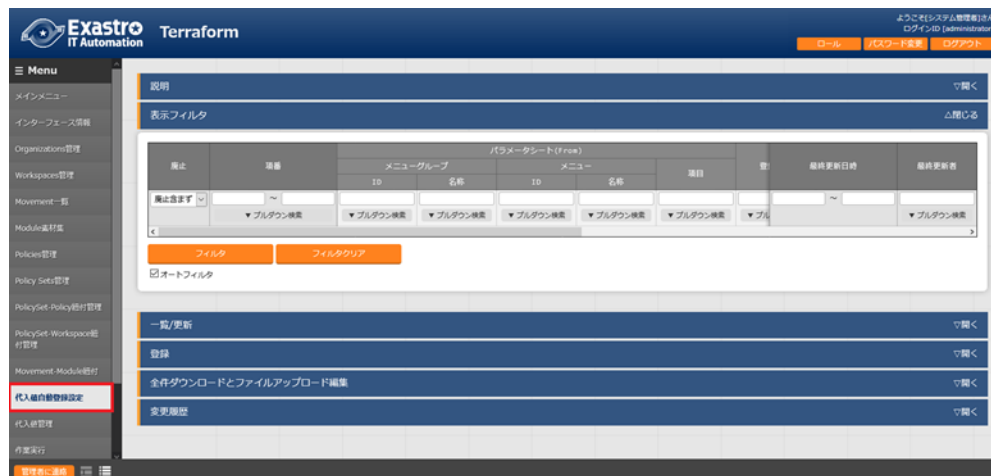 Exastro
IT Automation
Terraform
ようこそ[システム管理者]さん
ログインID [administrator
ロール
パスワード変更
ログアウト
Menu
メインメニュー
インターフェース情報
Organizations管理
Workspaces管理
Movement一覧
Module素材集
Policies管理
Policy Sets管理
PolicySet-Policy紐付管理
PolicySet-Workspace紐
付管理
Movement-Module紐付
代入値自動登録設定
代入値管理
作業実行
管理者に連絡
説明
▽開く
表示フィルタ
△閉じる
廃止
項番
パラメータシート(From)
メニューグループ
メニュー
ID
名称
ID
名称
項目
登
最終更新日時
最終更新者
廃止含まず
~
~
▼ プルダウン検索
▼ プルダウン検索
▼ プルダウン検索
▼ プルダウン検索
▼ プルダウン検索
▼ プルダウン検索
▼ プル
▼ プルダウン検索
フィルタ
フィルタクリア
オートフィルタ
一覧/更新
▽開く
登録
▽開く
全件ダウンロードとファイルアップロード編集
▽開く
変更履歴
▽開く